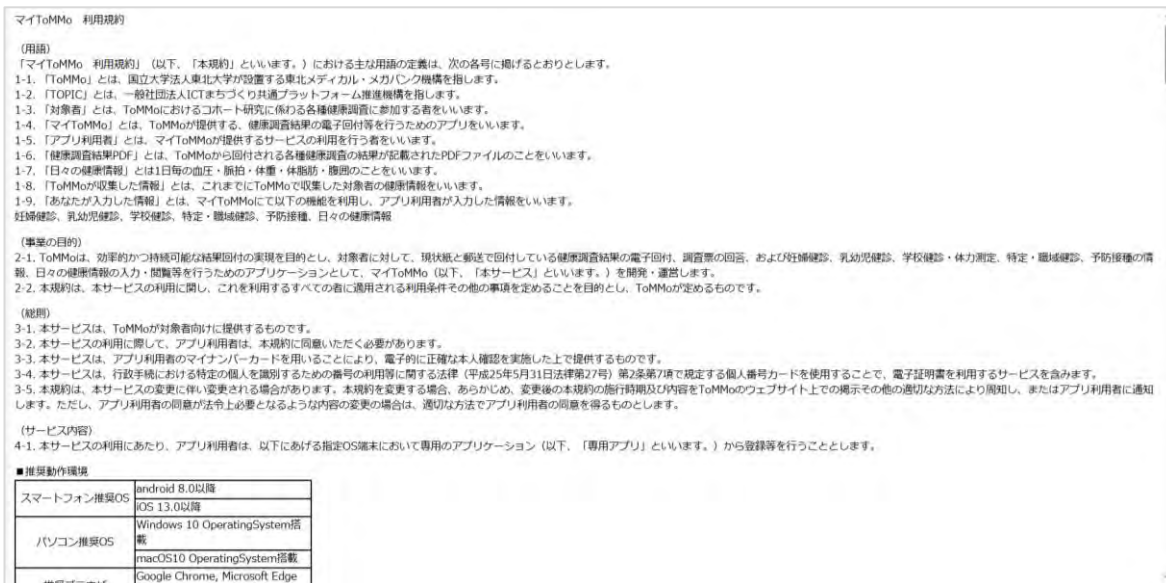 マイToMMo　利用規約
（用語）
「マイToMMo　利用規約」（以下、「本規約」といいます。）における主な用語の定義は、次の各号に掲げるとおりとします。
1-1. 「ToMMo」とは、国立大学法人東北大学が設置する東北メディカル・メガバンク機構を指します。
1-2. 「TOPIC」とは、一般社団法人ICTまちづくり共通プラットフォーム推進機構を指します。
1-3. 「対象者」とは、ToMMoにおけるコホート研究に係わる各種健康調査に参加する者をいいます。
1-4. 「マイToMMo」とは、ToMMoが提供する、健康調査結果の電子回付等を行うためのアプリをいいます。
1-5. 「アプリ利用者」とは、マイToMMoが提供するサービスの利用を行う者をいいます。
1-6. 「健康調査結果PDF」とは、ToMMoから回付される各種健康調査の結果が記載されたPDFファイルのことをいいます。
1-7. 「日々の健康情報」とは1日毎の血圧・脈拍・体重・体脂肪・腹囲のことをいいます。
1-8. 「ToMMoが収集した情報」とは、これまでにToMMoで収集した対象者の健康情報をいいます。
1-9. 「あなたが入力した情報」とは、マイToMMoにて以下の機能を利用し、アプリ利用者が入力した情報をいいます。
妊婦健診、乳幼児健診、学校健診、特定・職域健診、予防接種、日々の健康情報
（事業の目的）
2-1. ToMMoは、効率的かつ持続可能な結果回付の実現を目的とし、対象者に対して、現状紙と郵送で回付している健康調査結果の電子回付、調査票の回答、および妊婦健診、乳幼児健診、学校健診・体力測定、特定・職域健診、予防接種の情
報、日々の健康情報の入力・閲覧等を行うためのアプリケーションとして、マイToMMo（以下、「本サービス」といいます。）を開発・運営します。
2-2. 本規約は、本サービスの利用に関し、これを利用するすべての者に適用される利用条件その他の事項を定めることを目的とし、ToMMoが定めるものです。
（総則）
3-1. 本サービスは、ToMMoが対象者向けに提供するものです。
3-2. 本サービスの利用に際して、アプリ利用者は、本規約に同意いただく必要があります。
3-3. 本サービスは、アプリ利用者のマイナンバーカードを用いることにより、電子的に正確な本人確認を実施した上で提供するものです。
3-4. 本サービスは、行政手続における特定の個人を識別するための番号の利用等に関する法律（平成25年5月31日法律第27号）第2条第7項で規定する個人番号カードを使用することで、電子証明書を利用するサービスを含みます。
3-5. 本規約は、本サービスの変更に伴い変更される場合があります。本規約を変更する場合、あらかじめ、変更後の本規約の施行時期及び内容をToMMoのウェブサイト上での掲示その他の適切な方法により周知し、またはアプリ利用者に通知
します。ただし、アプリ利用者の同意が法令上必要となるような内容の変更の場合は、適切な方法でアプリ利用者の同意を得るものとします。
（サービス内容）
4-1. 本サービスの利用にあたり、アプリ利用者は、以下にあげる指定OS端末において専用のアプリケーション（以下、「専用アプリ」といいます。）から登録等を行うこととします。
■推奨動作環境
スマートフォン推奨OS
android 8.0以降
iOS 13.0以降
パソコン推奨OS
Windows 10 OperatingSystem搭
載
macOS10 OperatingSystem搭載
Google Chrome, Microsoft Edge